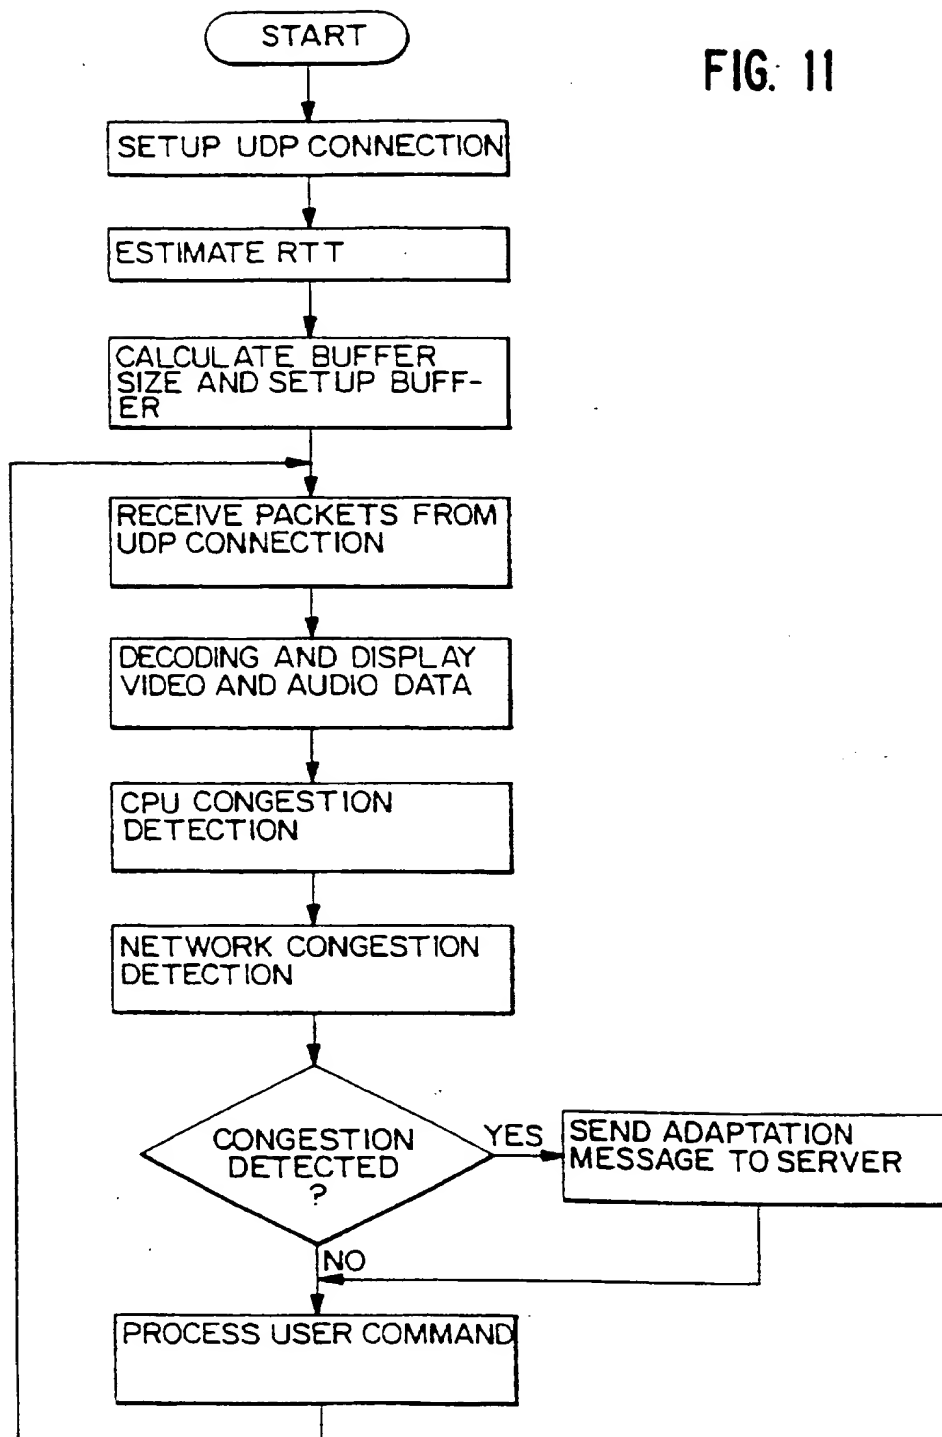 START
FIG. 11
SETUP UDP CONNECTION
ESTIMATE RTT
CALCULATE BUFFER
SIZE AND SETUP BUFF-
ER
RECEIVE PACKETS FROM
UDP CONNECTION
DECODING AND DISPLAY
VIDEO AND AUDIO DATA
CPU CONGESTION
DETECTION
NETWORK CONGESTION
DETECTION
CONGESTION
DETECTED
?
YES
SEND ADAPTATION
MESSAGE TO SERVER
NO
PROCESS USER COMMAND